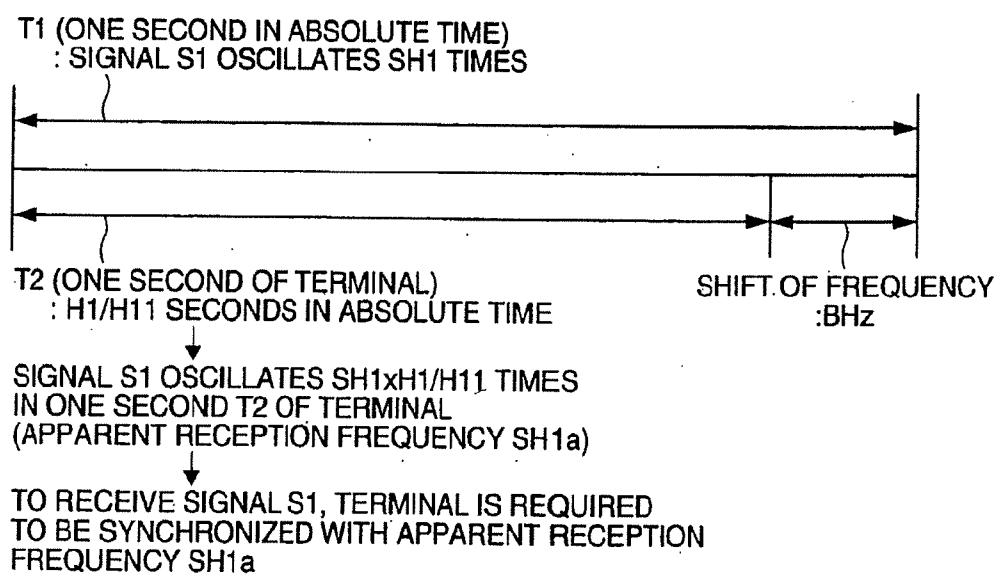 T1 (ONE SECOND IN ABSOLUTE TIME)
: SIGNAL S1 OSCILLATES SH1 TIMES
T2 (ONE SECOND OF TERMINAL)
: H1/H11 SECONDS IN ABSOLUTE TIME
SHIFT OF FREQUENCY
:BHz
SIGNAL S1 OSCILLATES SH1xH1/H11 TIMES
IN ONE SECOND T2 OF TERMINAL
(APPARENT RECEPTION FREQUENCY SH1a)
TO RECEIVE SIGNAL S1, TERMINAL IS REQUIRED
TO BE SYNCHRONIZED WITH APPARENT RECEPTION
FREQUENCY SH1a